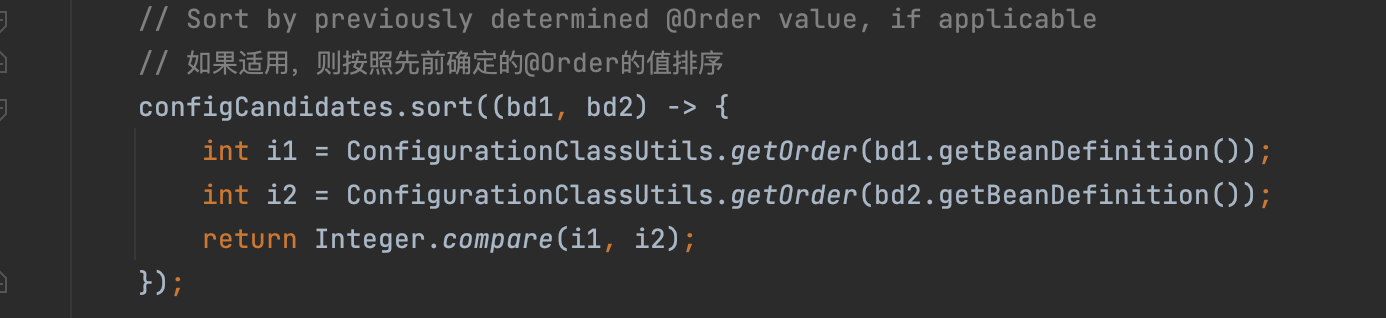 // Sort by previously determined @Order value, if applicable
// 如果适用，则按照先前确定的@Order的值排序
configCandidates.sort((bd1, bd2) -> {
int i1 = ConfigurationClassUtils.getOrder(bd1.getBeanDefinition());
int i2 = ConfigurationClassUtils.getOrder(bd2.getBeanDefinition());
return Integer.compare(i1, i2);
});